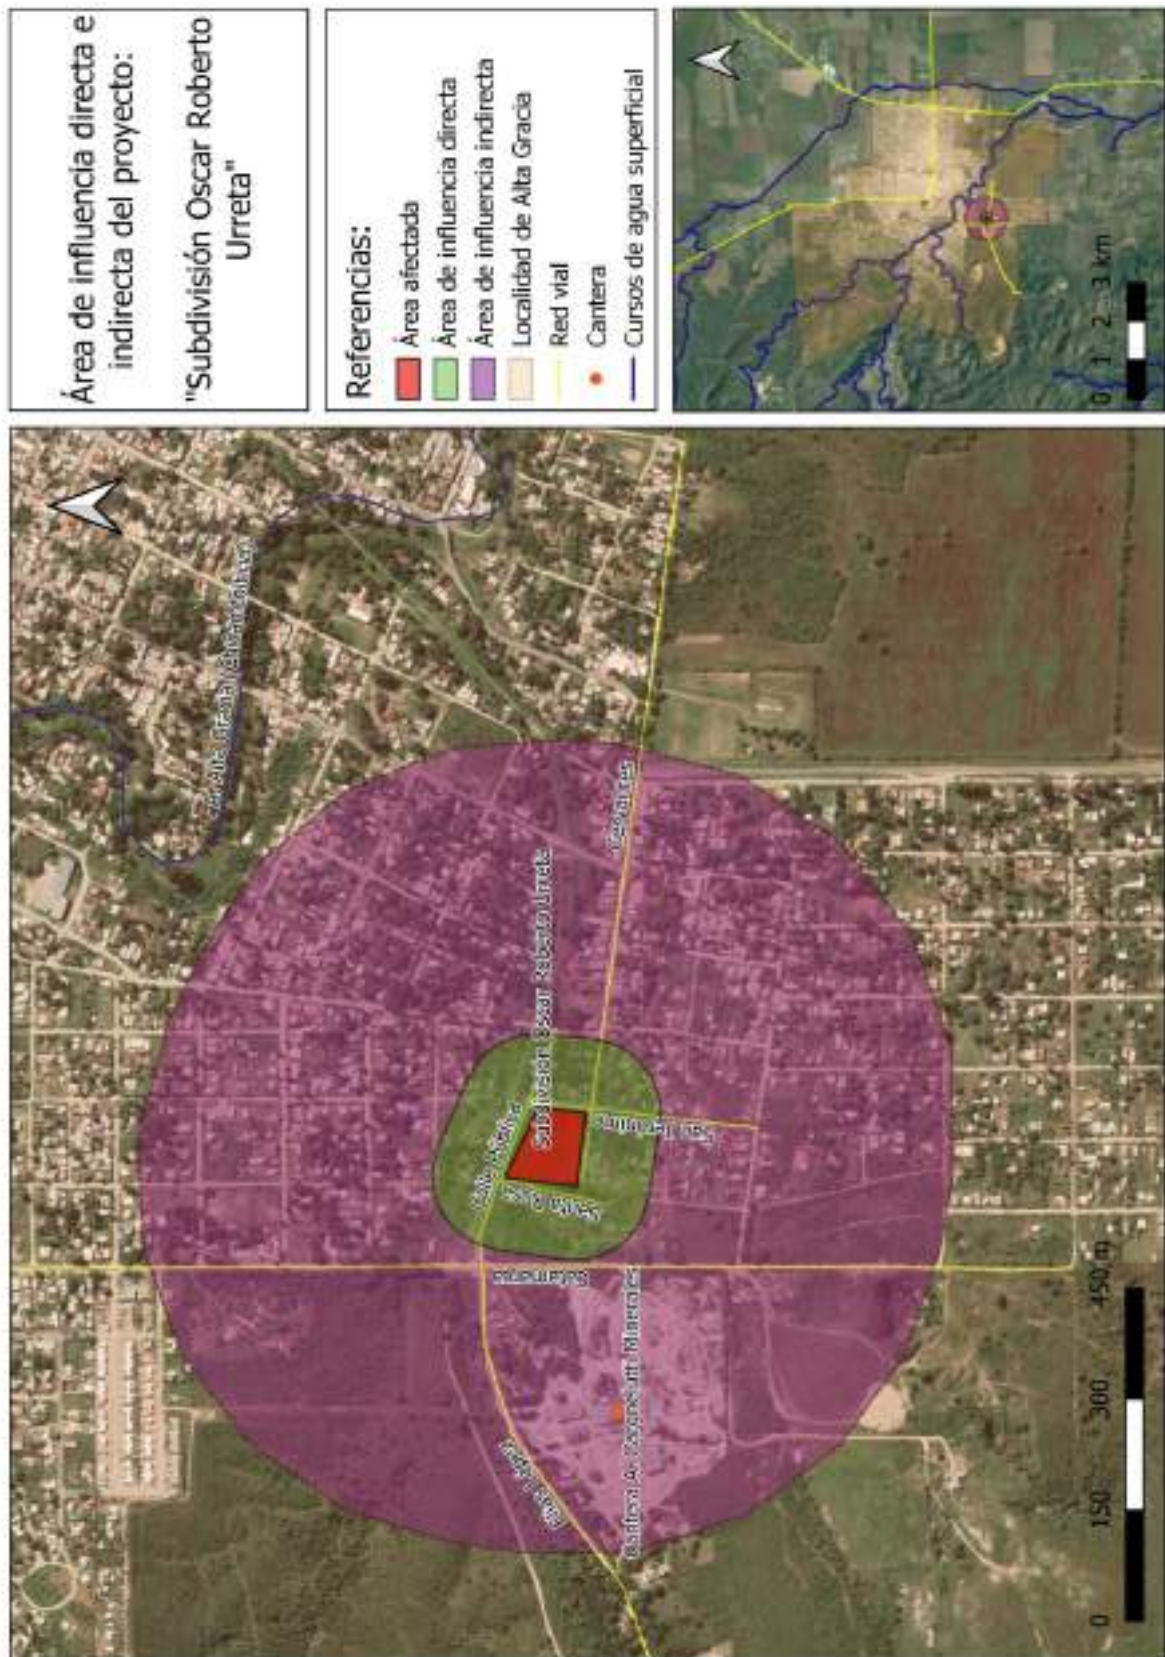 Área de influencia directa e
indirecta del proyecto:
"Subdivisión Oscar Roberto
Urreta"
Referencias:
Área afectada
Área de influencia directa
Área de influencia indirecta
Localidad de Alta Gracia
Red vial
Cantera
Cursos de agua superficial
0 1 2 3 km
Subdivisión Oscar Roberto Urreta
Santa Rosa
0 150 300 450 m